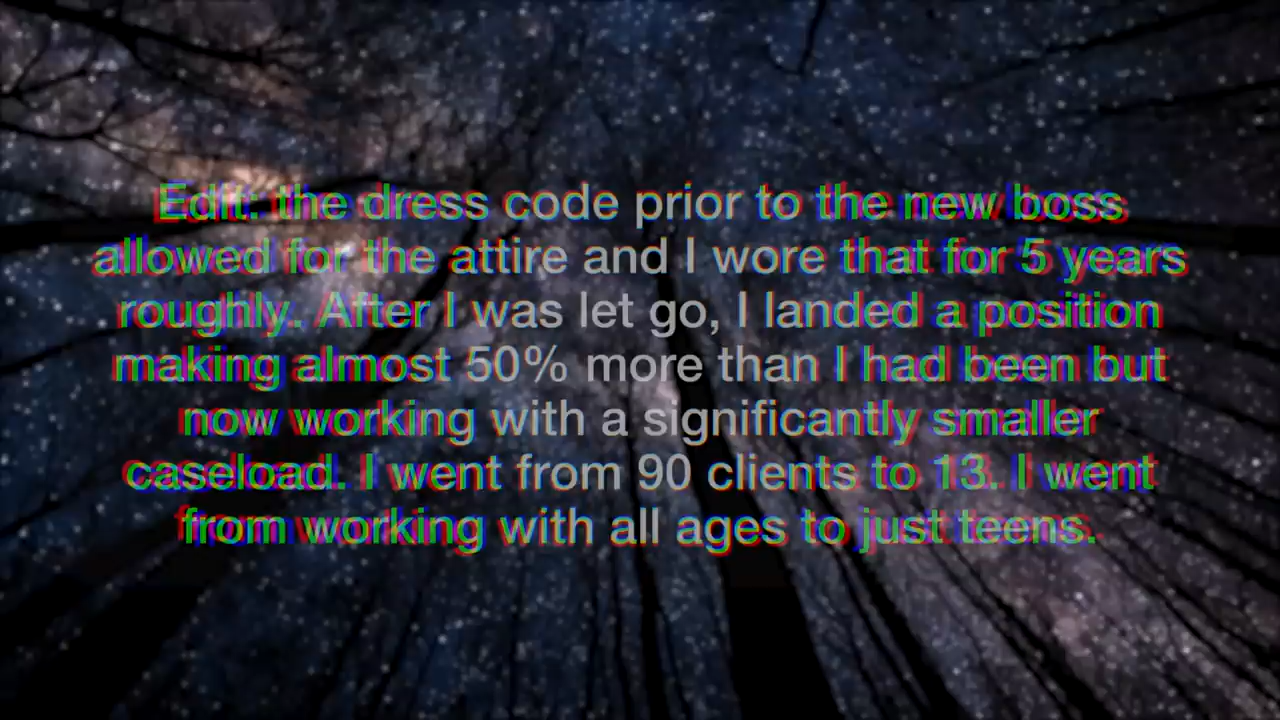 Edit: the dress code prior to the new boss
allowed for the attire and I wore that for 5 years
roughly. After I was let go, I landed a position
making almost 50% more than I had been but
now working with a significantly smaller
caseload. I went from 90 clients to 13. I went
from working with all ages to just teens.